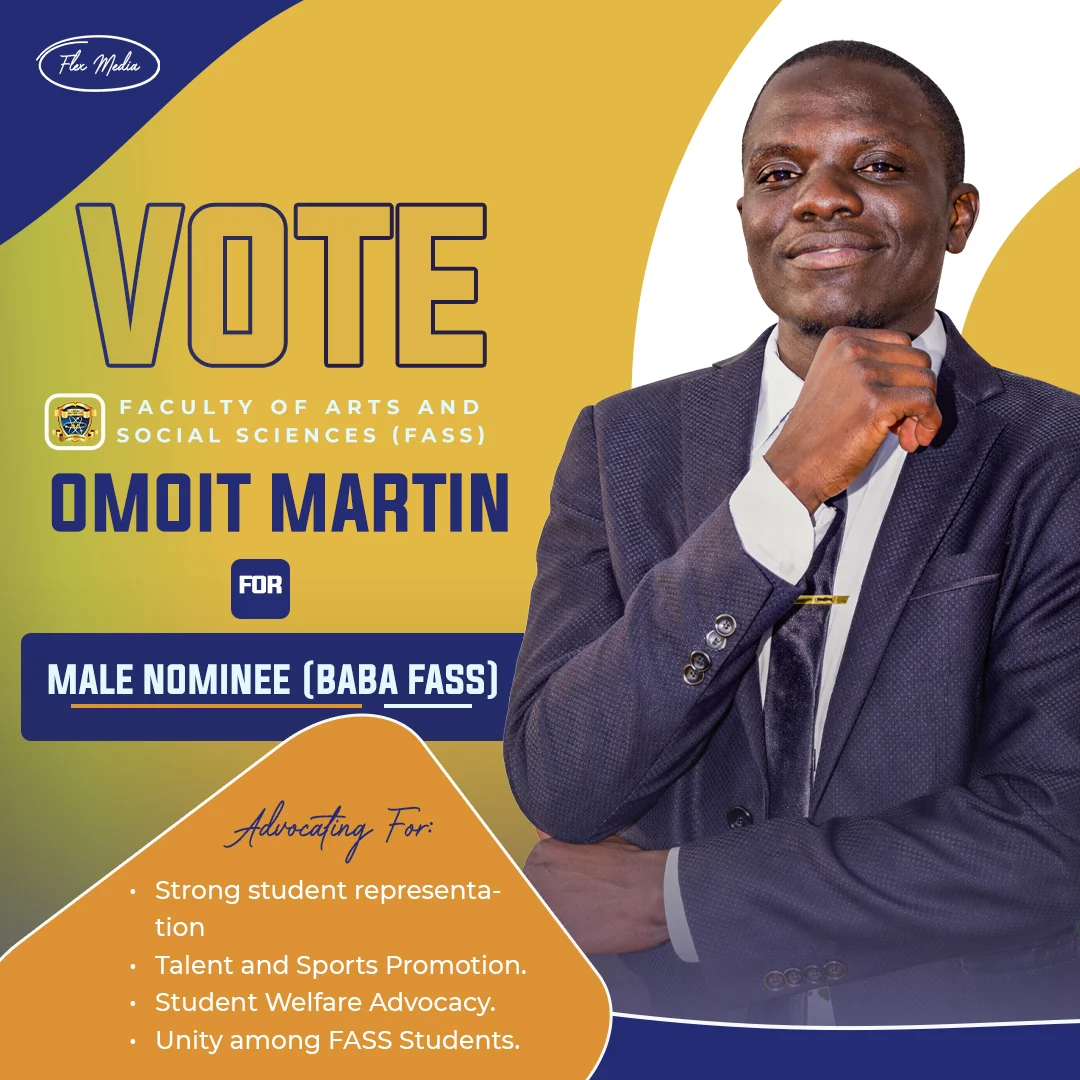 Flex Media
VOTE
FACULTY OF ARTS AND
SOCIAL SCIENCES (FASS)
OMOIT MARTIN
FOR
MALE NOMINEE (BABA FASS)
Advocating For:
• Strong student representa-
tion
• Talent and Sports Promotion.
• Student Welfare Advocacy.
• Unity among FASS Students.